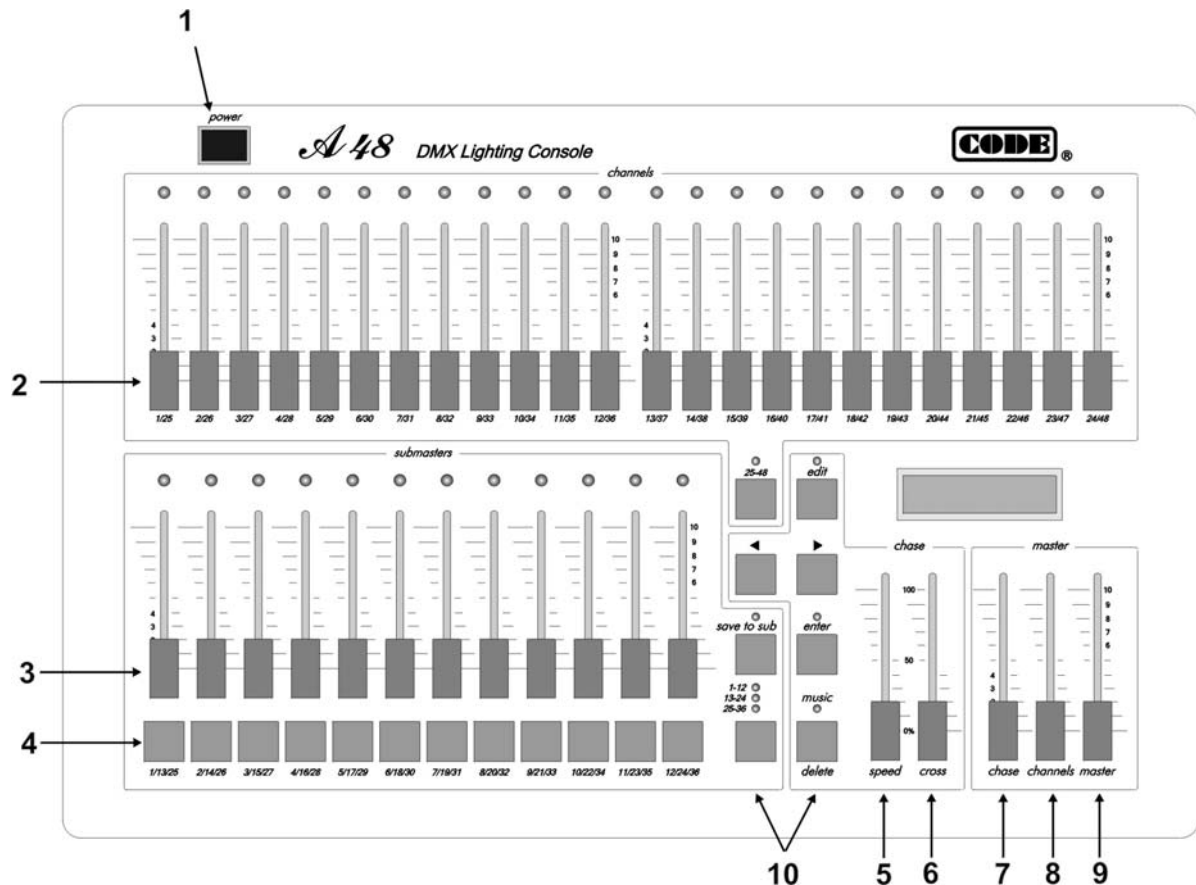 1
power
A 48 DMX Lighting Console
CODE ®
channels
10 10
9 9
8 8
7 7
6 6
4 4
3 3
2
1/25 2/26 3/27 4/28 5/29 6/30 7/31 8/32 9/33 10/34 11/35 12/36 13/37 14/38 15/39 16/40 17/41 18/42 19/43 20/44 21/45 22/46 23/47 24/48
submasters
25-48 edit
10
9
8
7
6
4
3
◀ ▶
chase master
100 10
9
8
7
6
50
4
3
0%
save to sub enter
3
1-12
13-24
25-36
music
4
1/13/25 2/14/26 3/15/27 4/16/28 5/17/29 6/18/30 7/19/31 8/20/32 9/21/33 10/22/34 11/23/35 12/24/36
delete
speed cross chase channels master
10 5 6 7 8 9